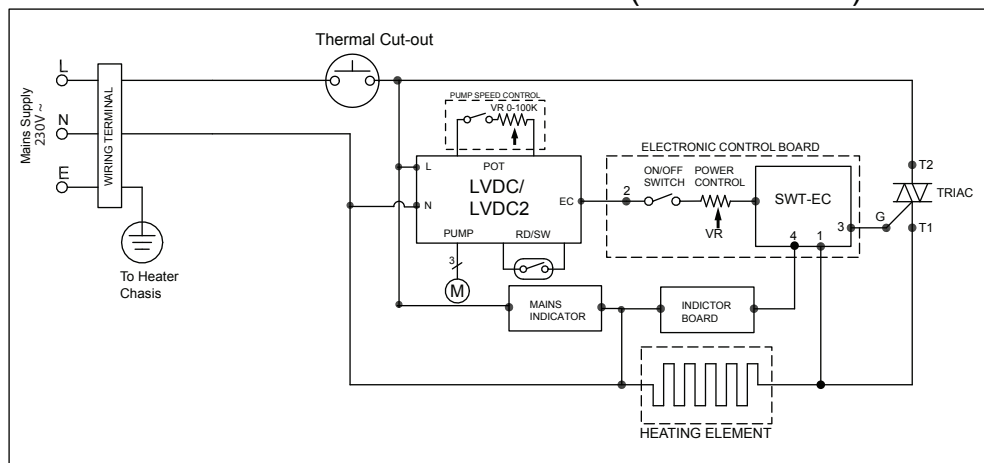 Thermal Cut-out
L
Mains Supply
230V ~
N
E
WIRING TERMINAL
To Heater
Chasis
PUMP SPEED CONTROL
VR 0-100K
POT
L
LVDC/
LVDC2
N
EC
PUMP
RD/SW
3
M
ELECTRONIC CONTROL BOARD
2
ON/OFF
SWITCH
POWER
CONTROL
VR
SWT-EC
3
4
1
G
T2
TRIAC
T1
MAINS
INDICATOR
INDICTOR
BOARD
HEATING ELEMENT